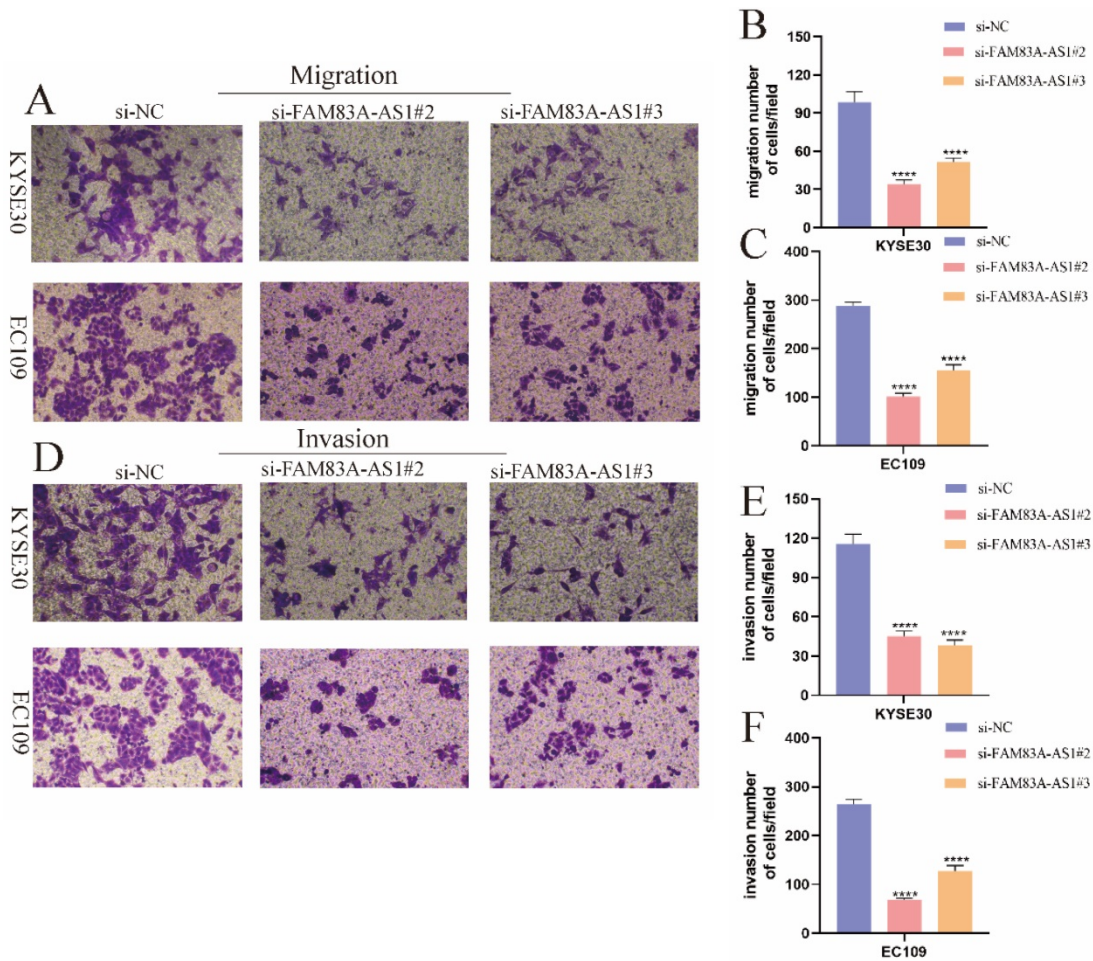 A
Migration
si-NC
si-FAM83A-AS1#2
si-FAM83A-AS1#3
KYSE30
EC109
D
Invasion
si-NC
si-FAM83A-AS1#2
si-FAM83A-AS1#3
KYSE30
EC109
B
si-NC
si-FAM83A-AS1#2
si-FAM83A-AS1#3
migration number
of cells/field
150
120
90
60
30
0
****
****
KYSE30
C
si-NC
si-FAM83A-AS1#2
si-FAM83A-AS1#3
migration number
of cells/field
400
300
200
100
0
****
****
EC109
E
si-NC
si-FAM83A-AS1#2
si-FAM83A-AS1#3
invasion number
of cells/field
150
120
90
60
30
0
****
****
KYSE30
F
si-NC
si-FAM83A-AS1#2
si-FAM83A-AS1#3
invasion number
of cells/field
400
300
200
100
0
****
****
EC109